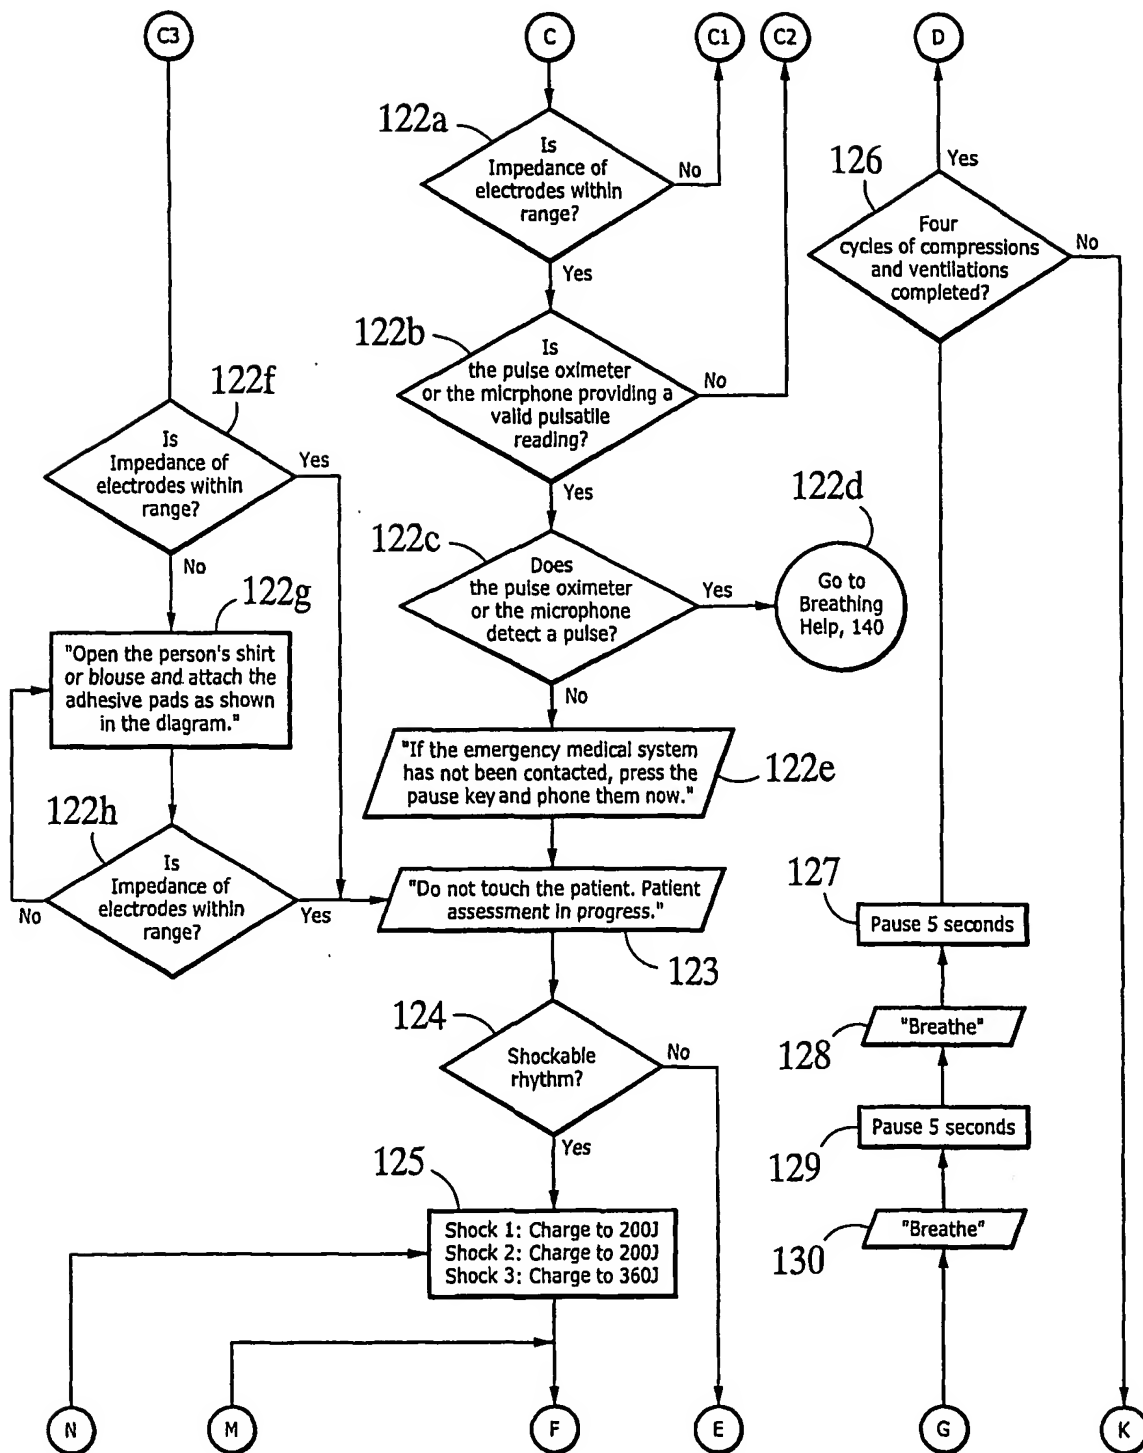 C3
C
C1
C2
D
122a
Is
Impedance of
electrodes within
range?
No
Yes
126
Four
cycles of compressions
and ventilations
completed?
Yes
No
122b
Is
the pulse oximeter
or the micrphone providing a
valid pulsatile
reading?
No
Yes
122f
Is
Impedance of
electrodes within
range?
Yes
No
122c
Does
the pulse oximeter
or the microphone
detect a pulse?
Yes
No
122d
Go to
Breathing
Help, 140
122g
"Open the person's shirt
or blouse and attach the
adhesive pads as shown
in the diagram."
"If the emergency medical system
has not been contacted, press the
pause key and phone them now."
122e
122h
Is
Impedance of
electrodes within
range?
No
Yes
"Do not touch the patient. Patient
assessment in progress."
123
127
Pause 5 seconds
128
"Breathe"
124
Shockable
rhythm?
No
Yes
129
Pause 5 seconds
125
Shock 1: Charge to 200J
Shock 2: Charge to 200J
Shock 3: Charge to 360J
130
"Breathe"
N
M
F
E
G
K